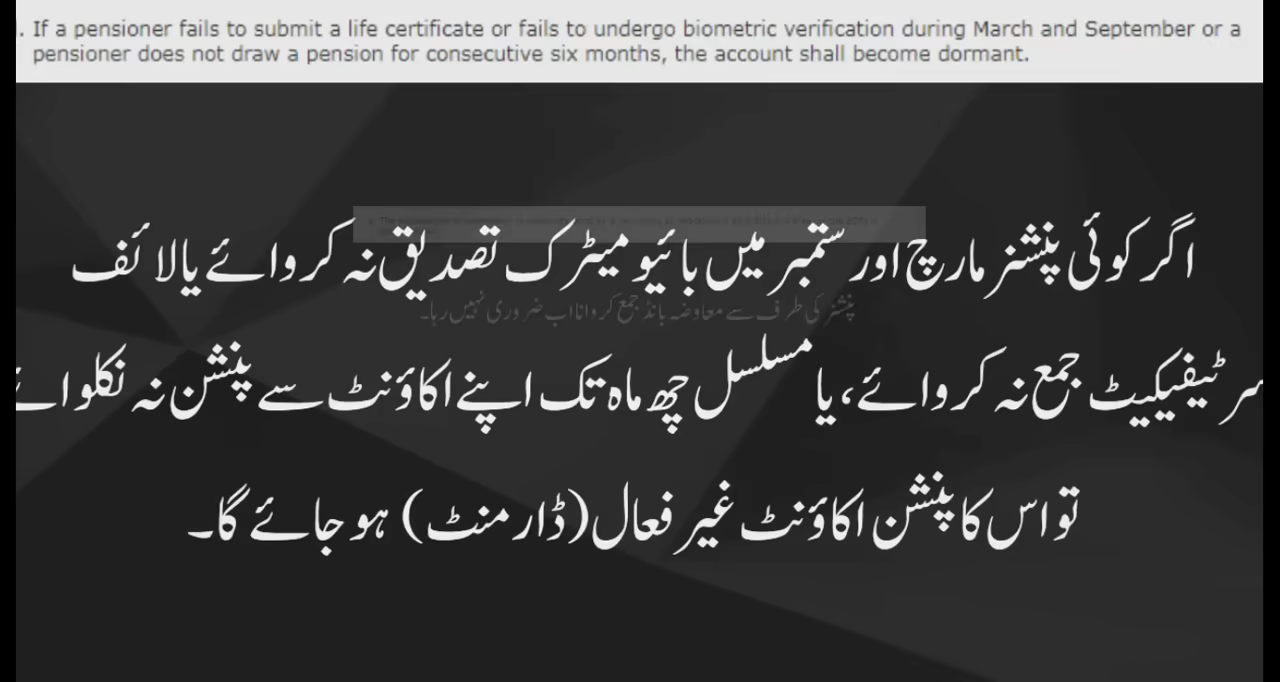 . If a pensioner fails to submit a life certificate or fails to undergo biometric verification during March and September or a
pensioner does not draw a pension for consecutive six months, the account shall become dormant.
اگر کوئی پنشنر مارچ اور ستمبر میں بائیو میٹرک تصدیق نہ کروائے یا لائف
پنشنر کی طرف سے معاوضہ بانڈ جمع کروانا اب ضروری نہیں رہا۔
سرٹیفیکیٹ جمع نہ کروائے، یا مسلسل چھ ماہ تک اپنے اکاؤنٹ سے پنشن نہ نکلوائے
تو اس کا پنشن اکاؤنٹ غیر فعال (ڈارمنٹ) ہو جائے گا۔